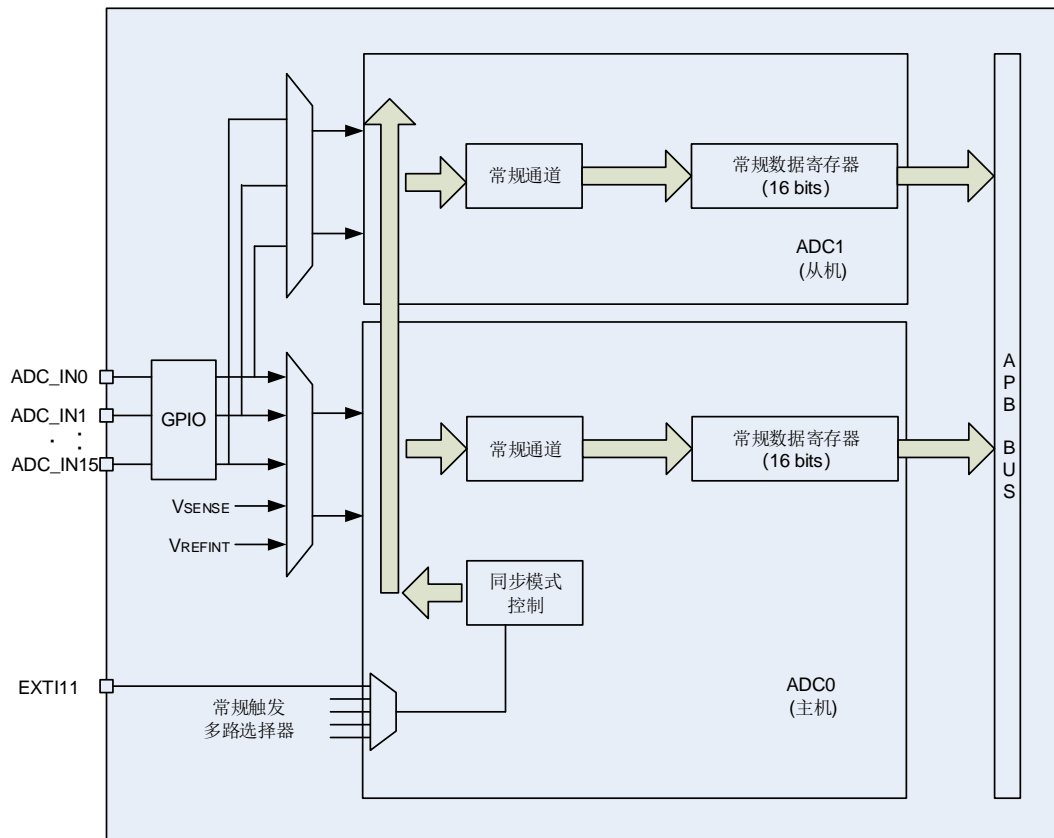 常规通道
常规数据寄存器
(16 bits)
ADC1
(从机)
ADC_IN0
ADC_IN1
. :
ADC_IN15
GPIO
VSENSE
VREFINT
常规通道
常规数据寄存器
(16 bits)
同步模式
控制
EXTI11
常规触发
多路选择器
ADC0
(主机)
APB BUS